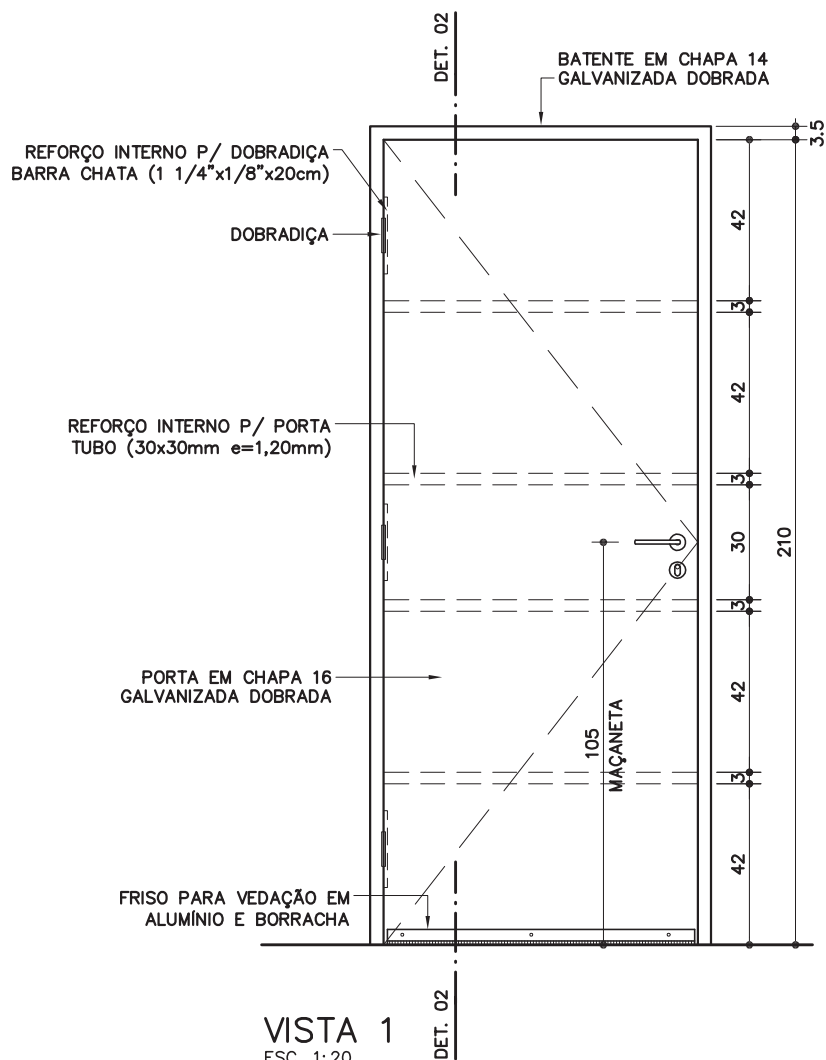 DET. 02
BATENTE EM CHAPA 14
GALVANIZADA DOBRADA
3.5
REFORÇO INTERNO P/ DOBRADIÇA
BARRA CHATA (1 1/4"x1/8"x20cm)
DOBRADIÇA
42
3
42
REFORÇO INTERNO P/ PORTA
TUBO (30x30mm e=1,20mm)
3
30
210
3
PORTA EM CHAPA 16
GALVANIZADA DOBRADA
42
105
MAÇANETA
3
42
FRISO PARA VEDAÇÃO EM
ALUMÍNIO E BORRACHA
DET. 02
VISTA 1
ESC. 1:20